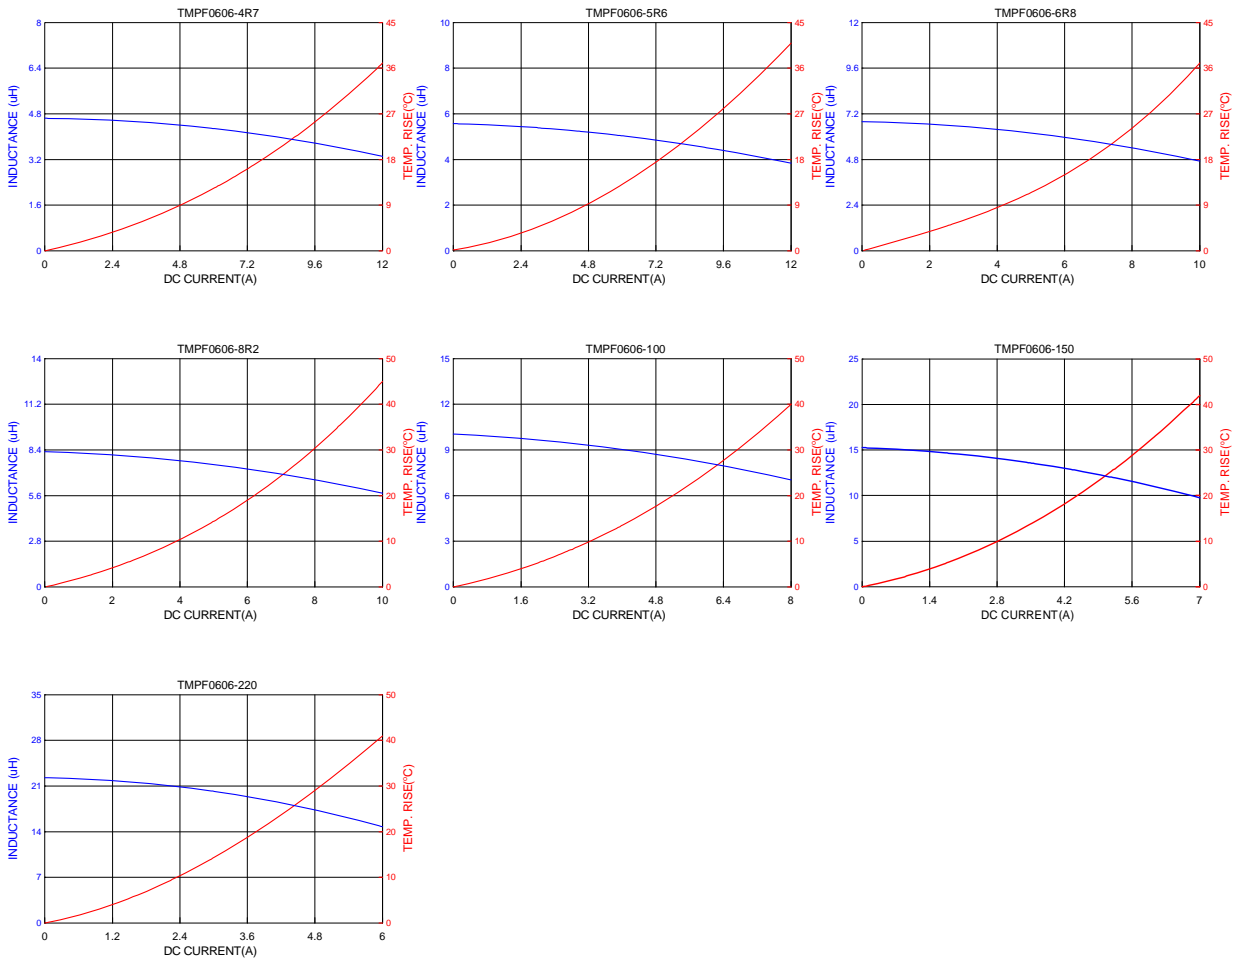 TMPF0606-4R7
8
6.4
4.8
3.2
1.6
0
45
36
27
18
9
0
0 2.4 4.8 7.2 9.6 12
DC CURRENT(A)
INDUCTANCE (uH)
TEMP. RISE(ºC)
TMPF0606-5R6
10
8
6
4
2
0
45
36
27
18
9
0
0 2.4 4.8 7.2 9.6 12
DC CURRENT(A)
INDUCTANCE (uH)
TEMP. RISE(ºC)
TMPF0606-6R8
12
9.6
7.2
4.8
2.4
0
45
36
27
18
9
0
0 2 4 6 8 10
DC CURRENT(A)
INDUCTANCE (uH)
TEMP. RISE(ºC)
TMPF0606-8R2
14
11.2
8.4
5.6
2.8
0
50
40
30
20
10
0
0 2 4 6 8 10
DC CURRENT(A)
INDUCTANCE (uH)
TEMP. RISE(ºC)
TMPF0606-100
15
12
9
6
3
0
50
40
30
20
10
0
0 1.6 3.2 4.8 6.4 8
DC CURRENT(A)
INDUCTANCE (uH)
TEMP. RISE(ºC)
TMPF0606-150
25
20
15
10
5
0
50
40
30
20
10
0
0 1.4 2.8 4.2 5.6 7
DC CURRENT(A)
INDUCTANCE (uH)
TEMP. RISE(ºC)
TMPF0606-220
35
28
21
14
7
0
50
40
30
20
10
0
0 1.2 2.4 3.6 4.8 6
DC CURRENT(A)
INDUCTANCE (uH)
TEMP. RISE(ºC)